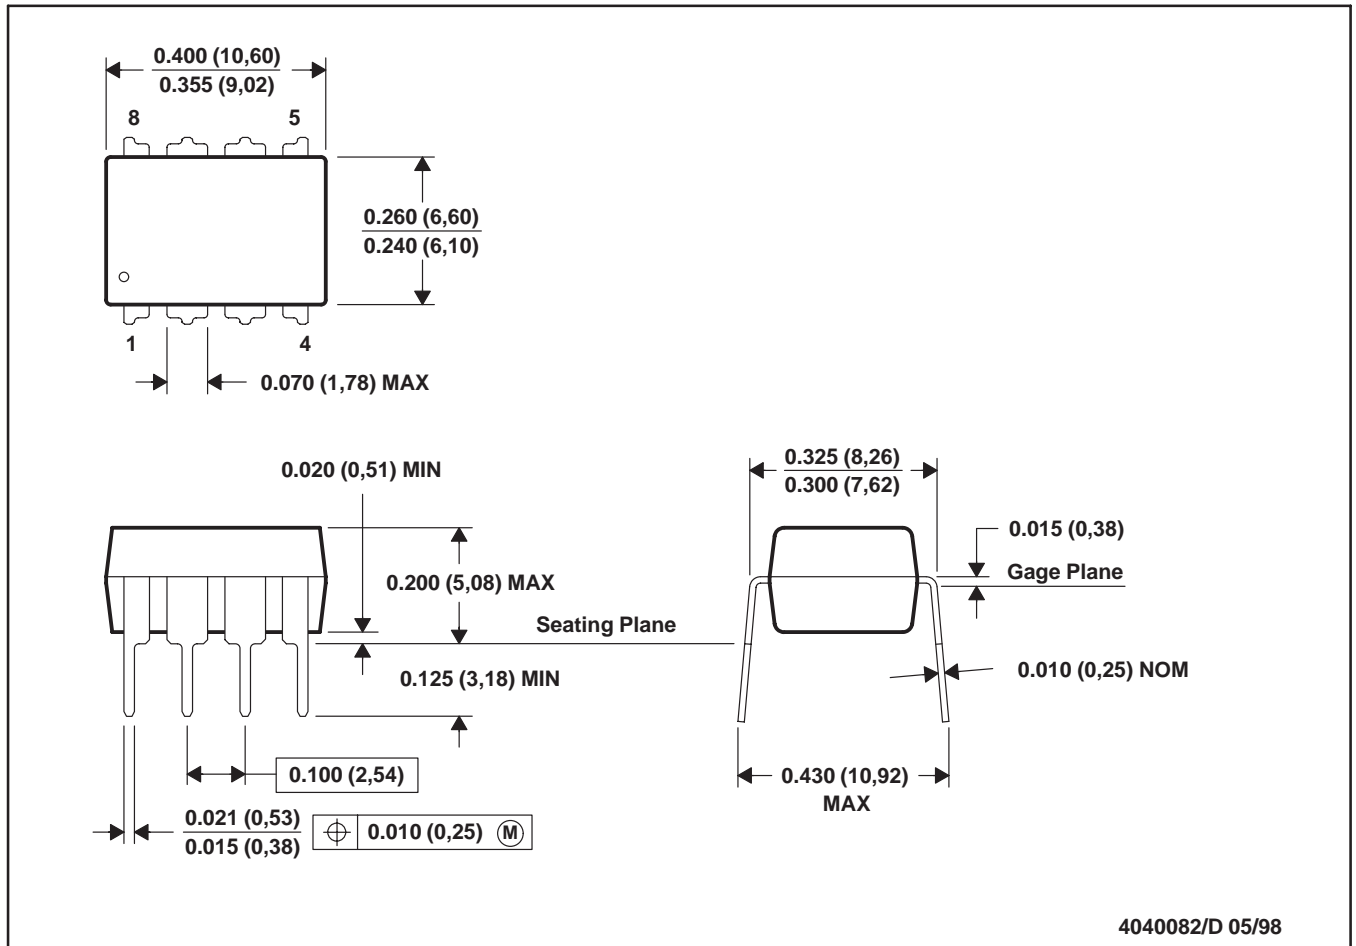 0.400 (10,60)
0.355 (9,02)
8
5
0.260 (6,60)
0.240 (6,10)
1
4
0.070 (1,78) MAX
0.020 (0,51) MIN
0.325 (8,26)
0.300 (7,62)
0.015 (0,38)
0.200 (5,08) MAX
Gage Plane
Seating Plane
0.125 (3,18) MIN
0.010 (0,25) NOM
0.100 (2,54)
0.430 (10,92)
MAX
0.021 (0,53)
0.015 (0,38)
0.010 (0,25) Ⓜ
4040082/D 05/98